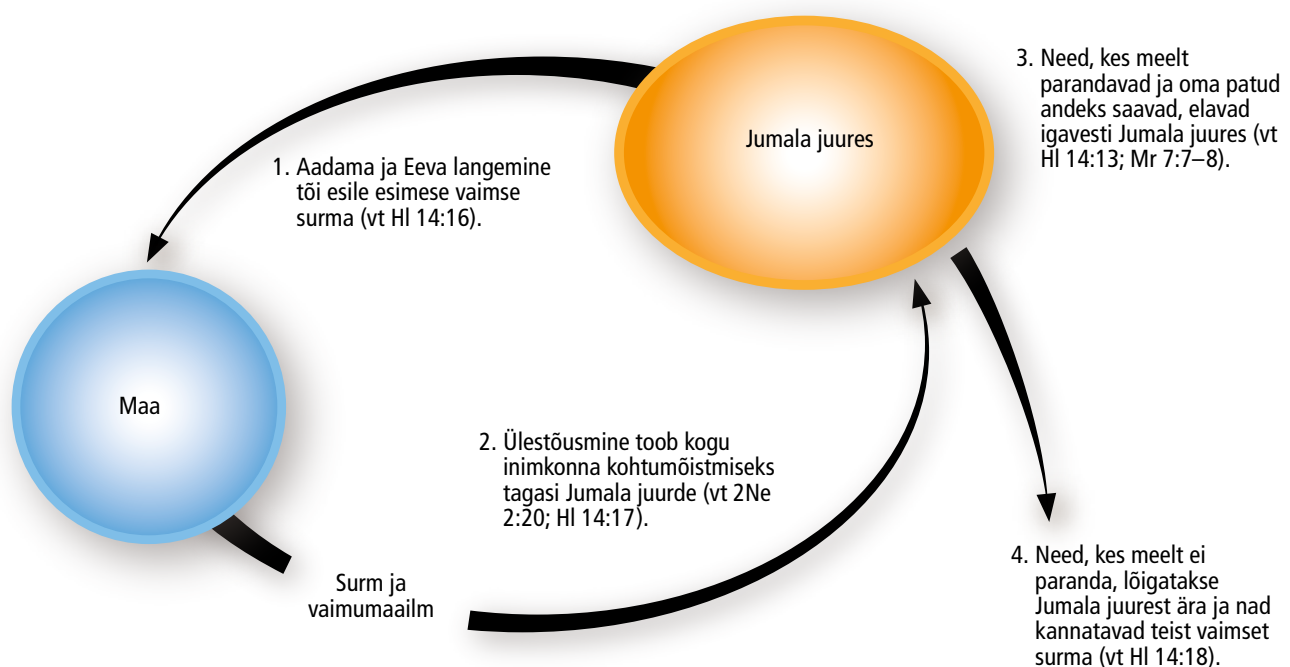 Jumala juures
3. Need, kes meelt
parandavad ja oma patud
andeks saavad, elavad
igavesti Jumala juures (vt
Hl 14:13; Mr 7:7–8).
1. Aadama ja Eeva langemine
tõi esile esimese vaimse
surma (vt Hl 14:16).
Maa
2. Ülestõusmine toob kogu
inimkonna kohtumõistmiseks
tagasi Jumala juurde (vt 2Ne
2:20; Hl 14:17).
Surm ja
vaimumaailm
4. Need, kes meelt ei
paranda, lõigatakse
Jumala juurest ära ja nad
kannatavad teist vaimset
surma (vt Hl 14:18).